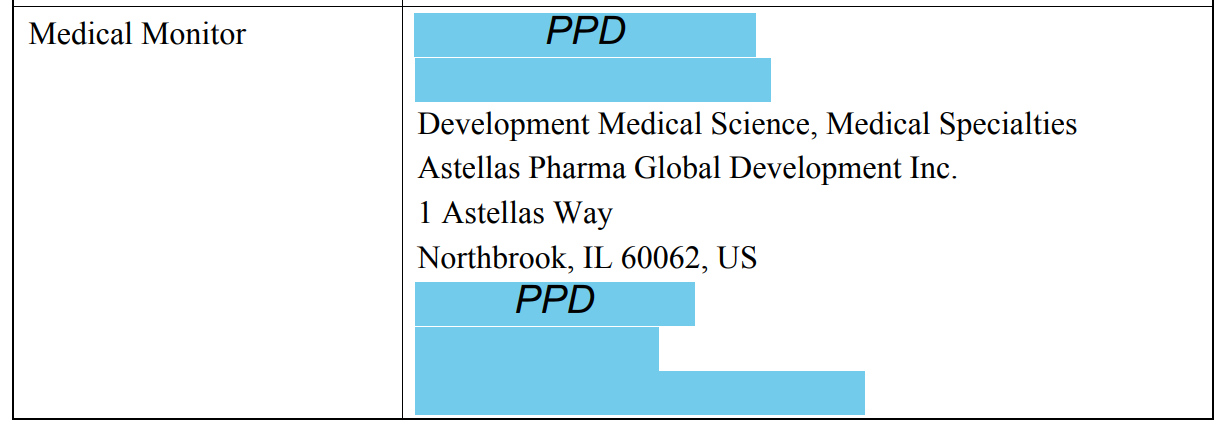 Medical Monitor
PPD
Development Medical Science, Medical Specialties
Astellas Pharma Global Development Inc.
1 Astellas Way
Northbrook, IL 60062, US
PPD